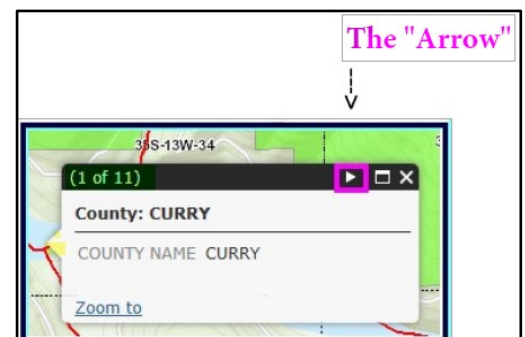 The "Arrow"
35S-13W-34
(1 of 11)
County: CURRY
COUNTY NAME CURRY
Zoom to